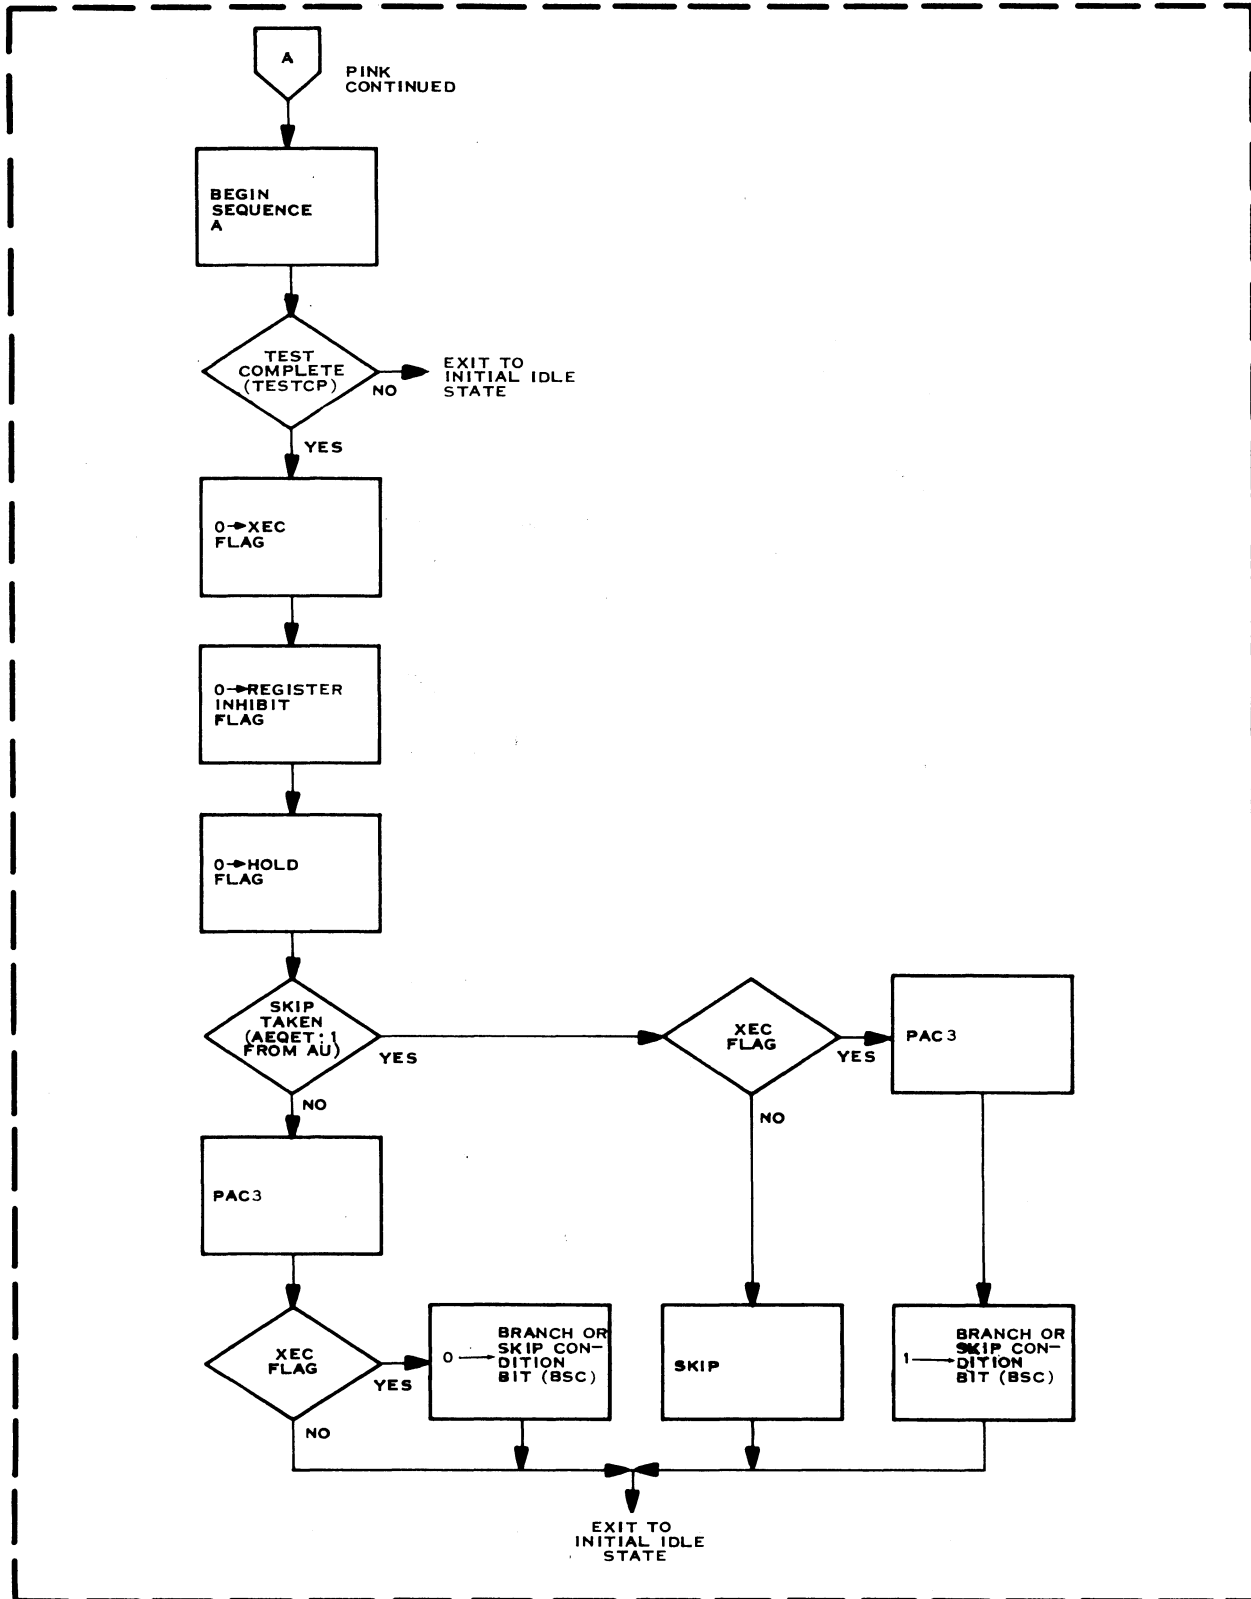 A
PINK
CONTINUED
BEGIN
SEQUENCE
A
TEST
COMPLETE
(TESTCP)
NO
EXIT TO
INITIAL IDLE
STATE
YES
0→XEC
FLAG
0→REGISTER
INHIBIT
FLAG
0→HOLD
FLAG
SKIP
TAKEN
(AEQET:1
FROM AU)
YES
NO
XEC
FLAG
YES
NO
PAC3
PAC3
XEC
FLAG
YES
NO
0→BRANCH OR
SKIP CON-
DITION
BIT (BSC)
SKIP
BRANCH OR
SKIP CON-
1→DITION
BIT (BSC)
EXIT TO
INITIAL IDLE
STATE